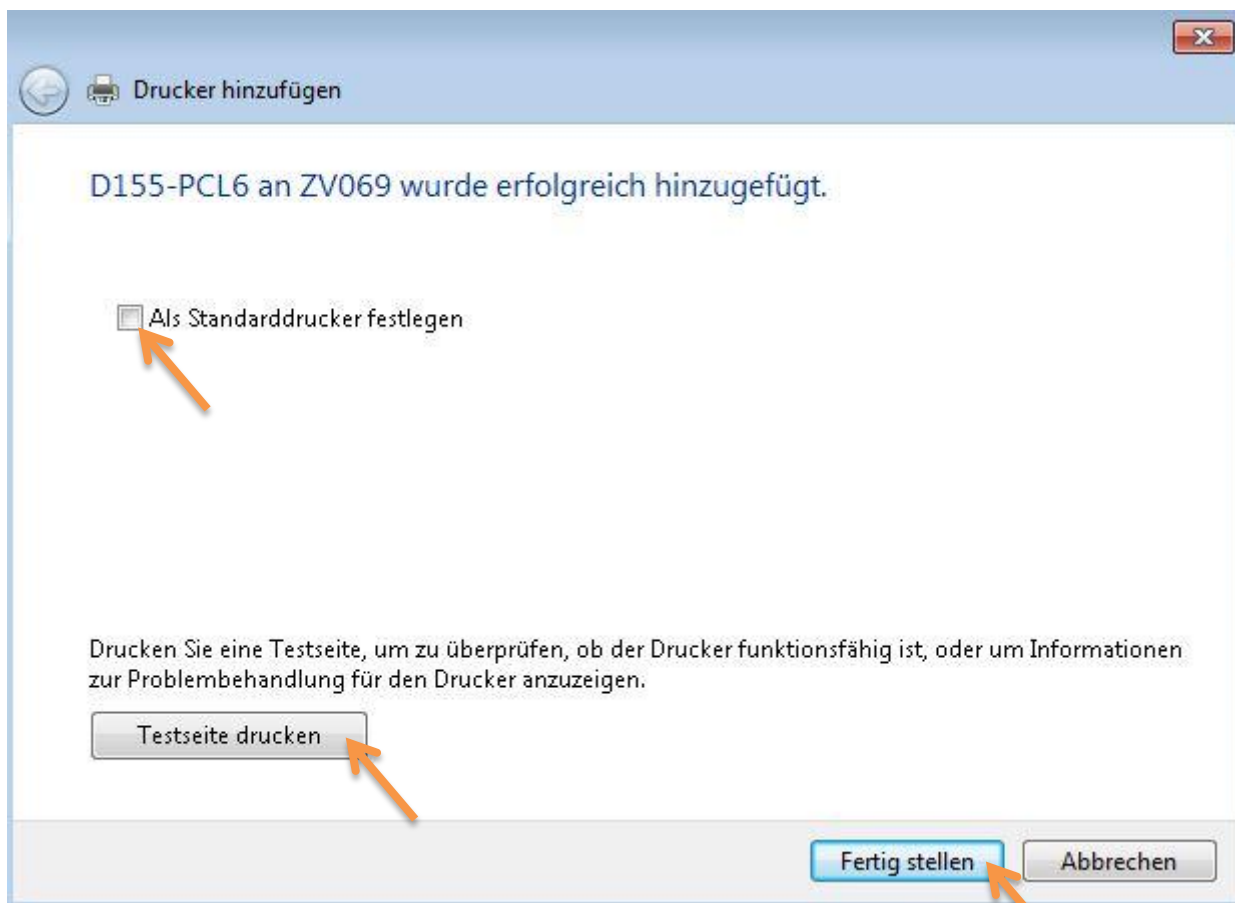 Drucker hinzufügen
D155-PCL6 an ZV069 wurde erfolgreich hinzugefügt.
Als Standarddrucker festlegen
Drucken Sie eine Testseite, um zu überprüfen, ob der Drucker funktionsfähig ist, oder um Informationen
zur Problembehandlung für den Drucker anzuzeigen.
Testseite drucken
Fertig stellen
Abbrechen